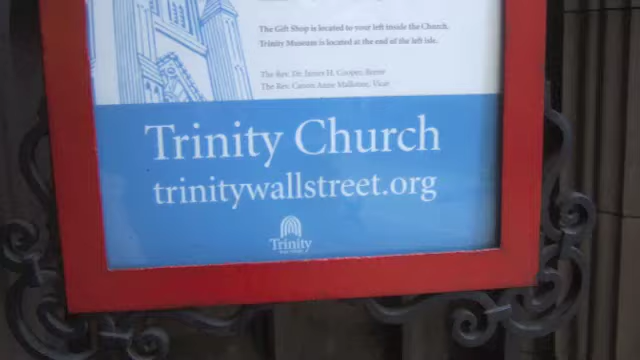 The Gift Shop is located to your left inside the Church.
Trinity Museum is located at the end of the left isle.
The Rev. Dr. James H. Cooper, Rector
The Rev. Canon Anne Mallonee, Vicar
Trinity Church
trinitywallstreet.org
Trinity